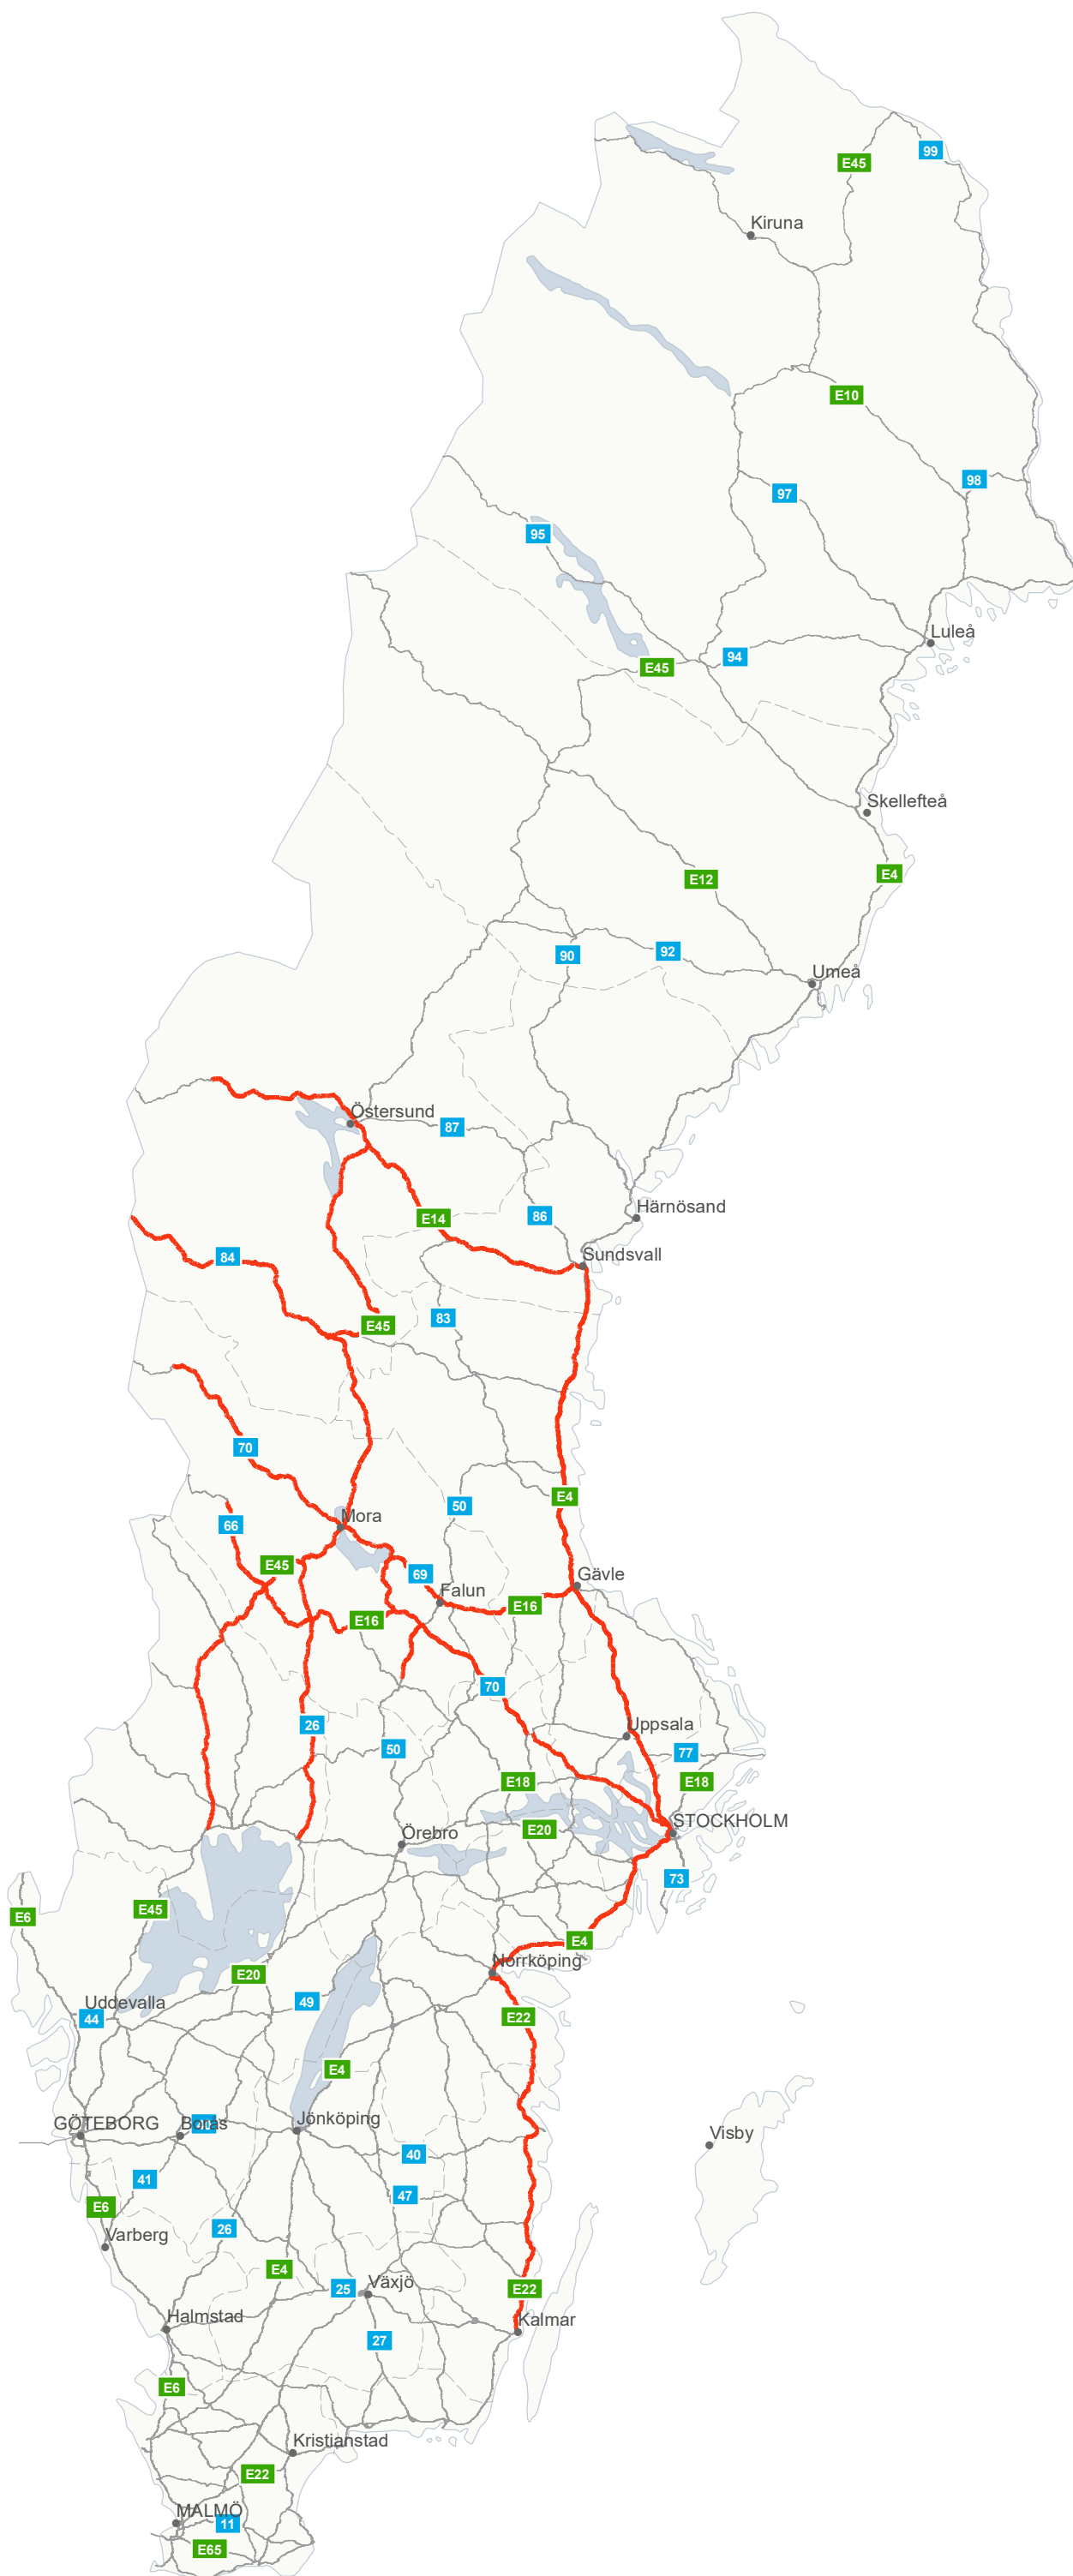 99
E45
Kiruna
E10
98
97
95
Luleå
94
E45
Skellefteå
E4
E12
92
90
Umeå
Östersund
87
Härnösand
86
E14
Sundsvall
84
83
E45
70
E4
50
Mora
66
E45
69
Gävle
Falun
E16
E16
70
26
Uppsala
50
77
E18
E18
STOCKHOLM
E20
Örebro
73
E45
E6
E4
Norrköping
E20
49
Uddevalla
44
E22
E4
Jönköping
GÖTEBORG
Borås
Visby
40
41
47
E6
26
Varberg
E4
Växjö
25
E22
Halmstad
Kalmar
27
E6
Kristianstad
E22
MALMÖ
11
E65